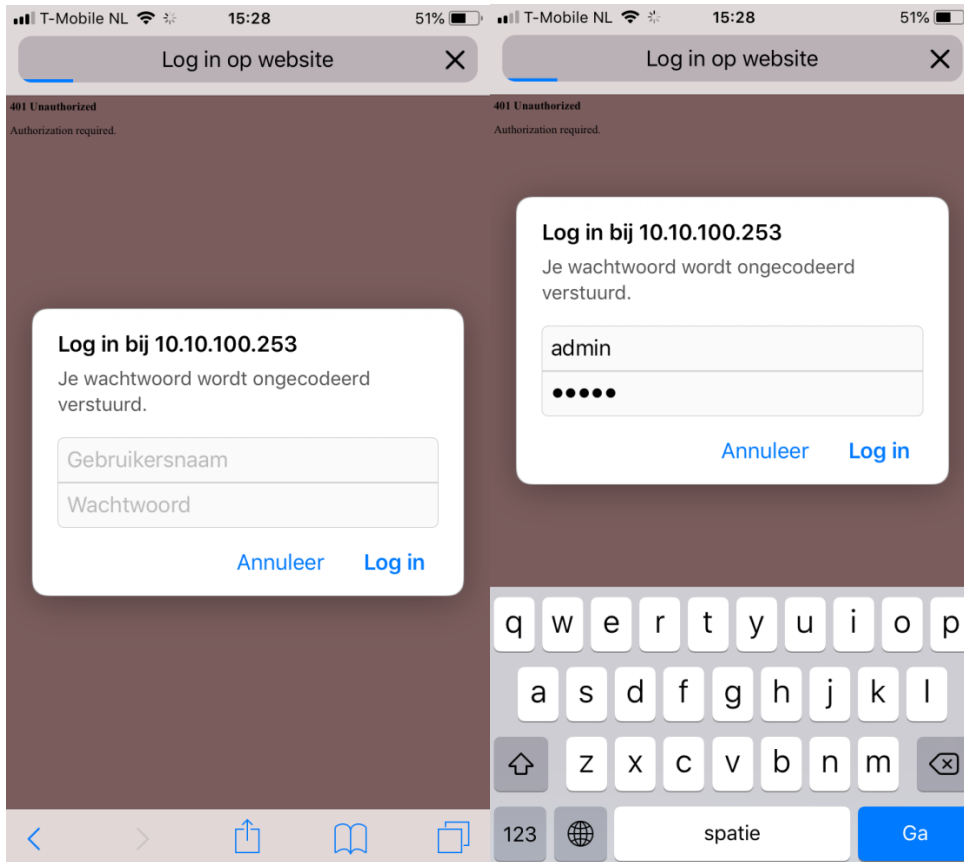 T-Mobile NL 15:28 51%
Log in op website
401 Unauthorized
Authorization required.
Log in bij 10.10.100.253
Je wachtwoord wordt ongecodeerd
verstuurd.
Gebruikersnaam
Wachtwoord
Annuleer Log in
T-Mobile NL 15:28 51%
Log in op website
401 Unauthorized
Authorization required.
Log in bij 10.10.100.253
Je wachtwoord wordt ongecodeerd
verstuurd.
admin
•••••
Annuleer Log in
q w e r t y u i o p
a s d f g h j k l
z x c v b n m
123 spatie Ga